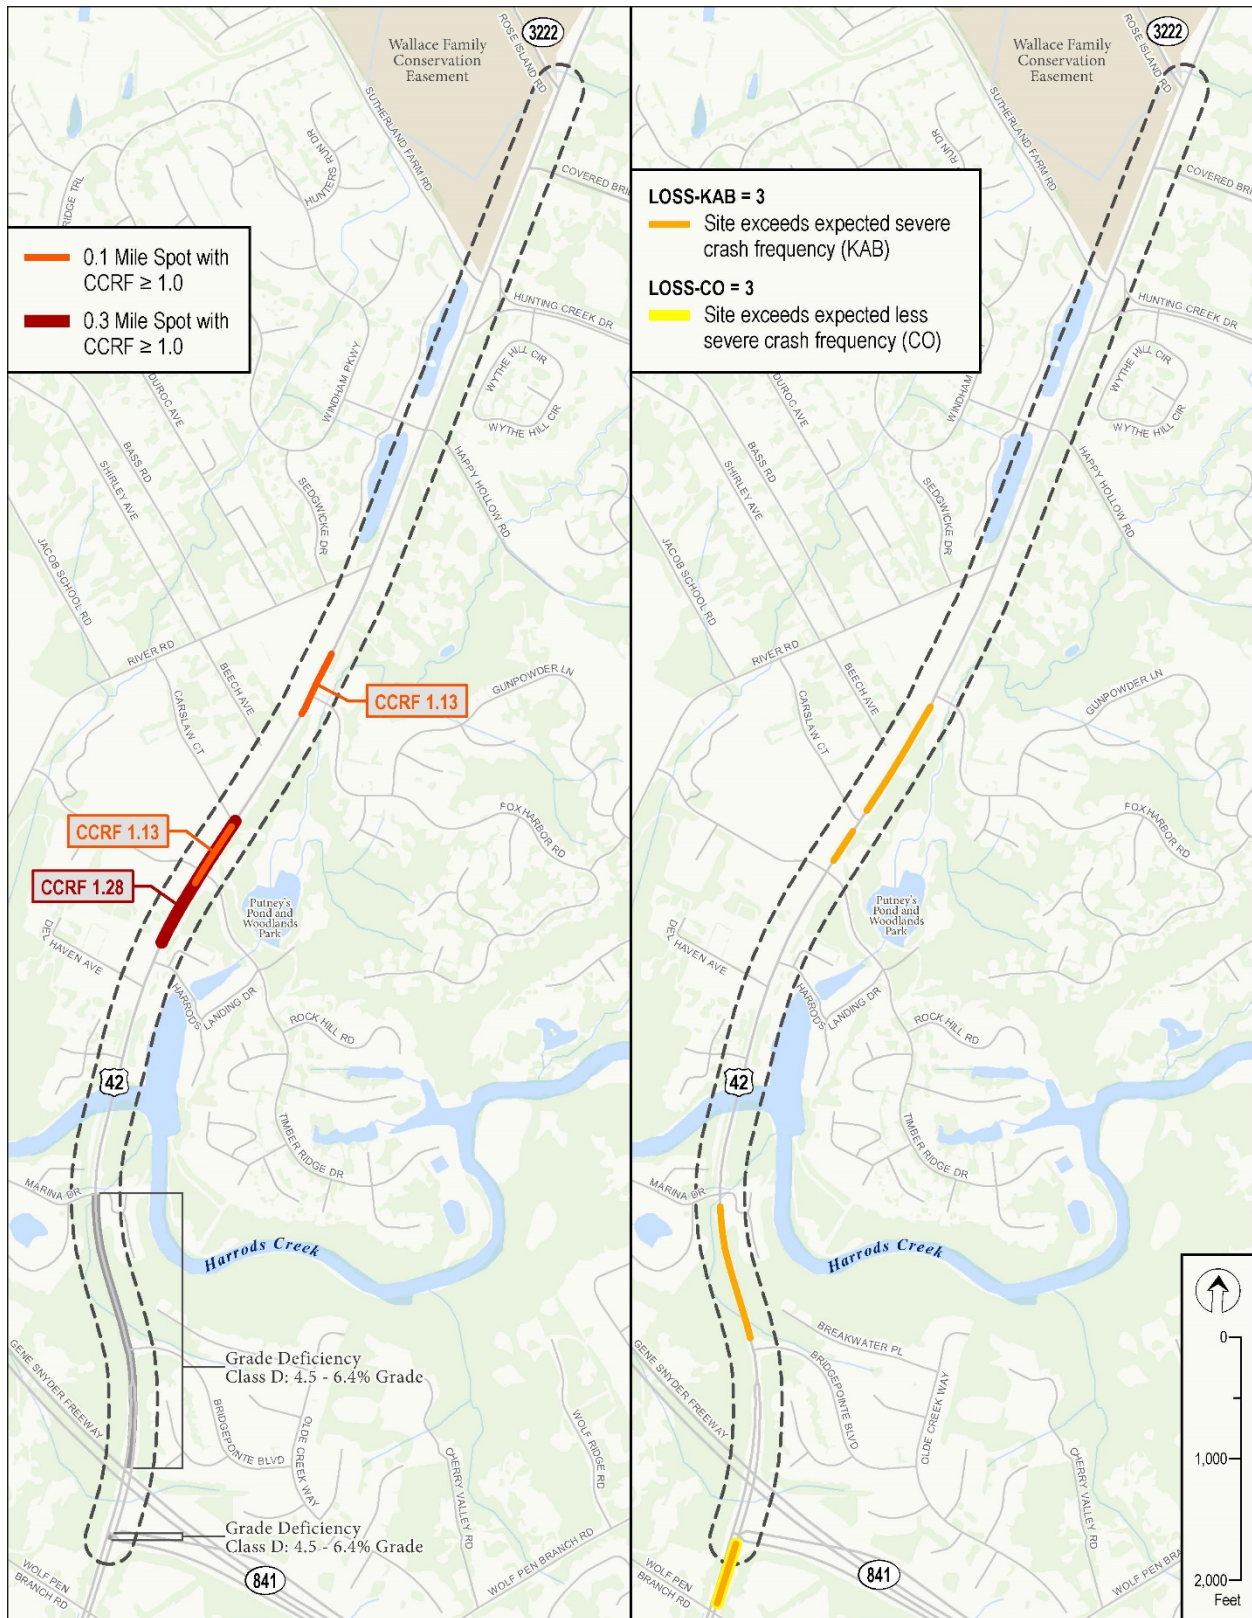 3222
ROSE ISLAND RD
Wallace Family
Conservation
Easement
SUTHERLAND FARM RD
HUNTERS
RUN DR
RIDGE TRL
COVERED BRI
0.1 Mile Spot with
CCRF ≥ 1.0
0.3 Mile Spot with
CCRF ≥ 1.0
HUNTING CREEK DR
WINDHAM PKWY
WYTHE HILL CIR
WYTHE HILL CIR
DUROC AVE
BASS RD
SHIRLEY AVE
SEDGWICKE DR
HAPPY HOLLOW RD
JACOB SCHOOL RD
RIVER RD
BEECH AVE
CARSLAW CT
GUNPOWDER LN
CCRF 1.13
FOX HARBOR RD
CCRF 1.13
CCRF 1.28
Putney's
Pond and
Woodlands
Park
DEL HAVEN AVE
HARRODS
LANDING DR
ROCK HILL RD
42
TIMBER RIDGE DR
MARINA DR
Harrods Creek
GENE SNYDER FREEWAY
Grade Deficiency
Class D: 4.5 - 6.4% Grade
BRIDGEPOINTE BLVD
OLDE CREEK WAY
CHERRY VALLEY RD
WOLF RIDGE RD
Grade Deficiency
Class D: 4.5 - 6.4% Grade
WOLF PEN BRANCH RD
WOLF PEN
BRANCH RD
841
3222
ROSE ISLAND RD
Wallace Family
Conservation
Easement
SUTHERLAND FARM RD
RUN DR
COVERED BRI
LOSS-KAB = 3
Site exceeds expected severe
crash frequency (KAB)
LOSS-CO = 3
Site exceeds expected less
severe crash frequency (CO)
HUNTING CREEK DR
WINDHAM
WYTHE HILL CIR
WYTHE HILL CIR
DUROC AVE
BASS RD
SHIRLEY AVE
SEDGWICKE DR
HAPPY HOLLOW RD
JACOB SCHOOL RD
RIVER RD
BEECH AVE
CARSLAW CT
GUNPOWDER LN
FOX HARBOR RD
Putney's
Pond and
Woodlands
Park
DEL HAVEN AVE
HARRODS
LANDING DR
ROCK HILL RD
42
TIMBER RIDGE DR
MARINA DR
Harrods Creek
BREAKWATER PL
GENE SNYDER FREEWAY
BRIDGEPOINTE BLVD
OLDE CREEK WAY
CHERRY VALLEY RD
WOLF PEN
BRANCH RD
841
WOLF PEN BRANCH RD
0
1,000
2,000
Feet